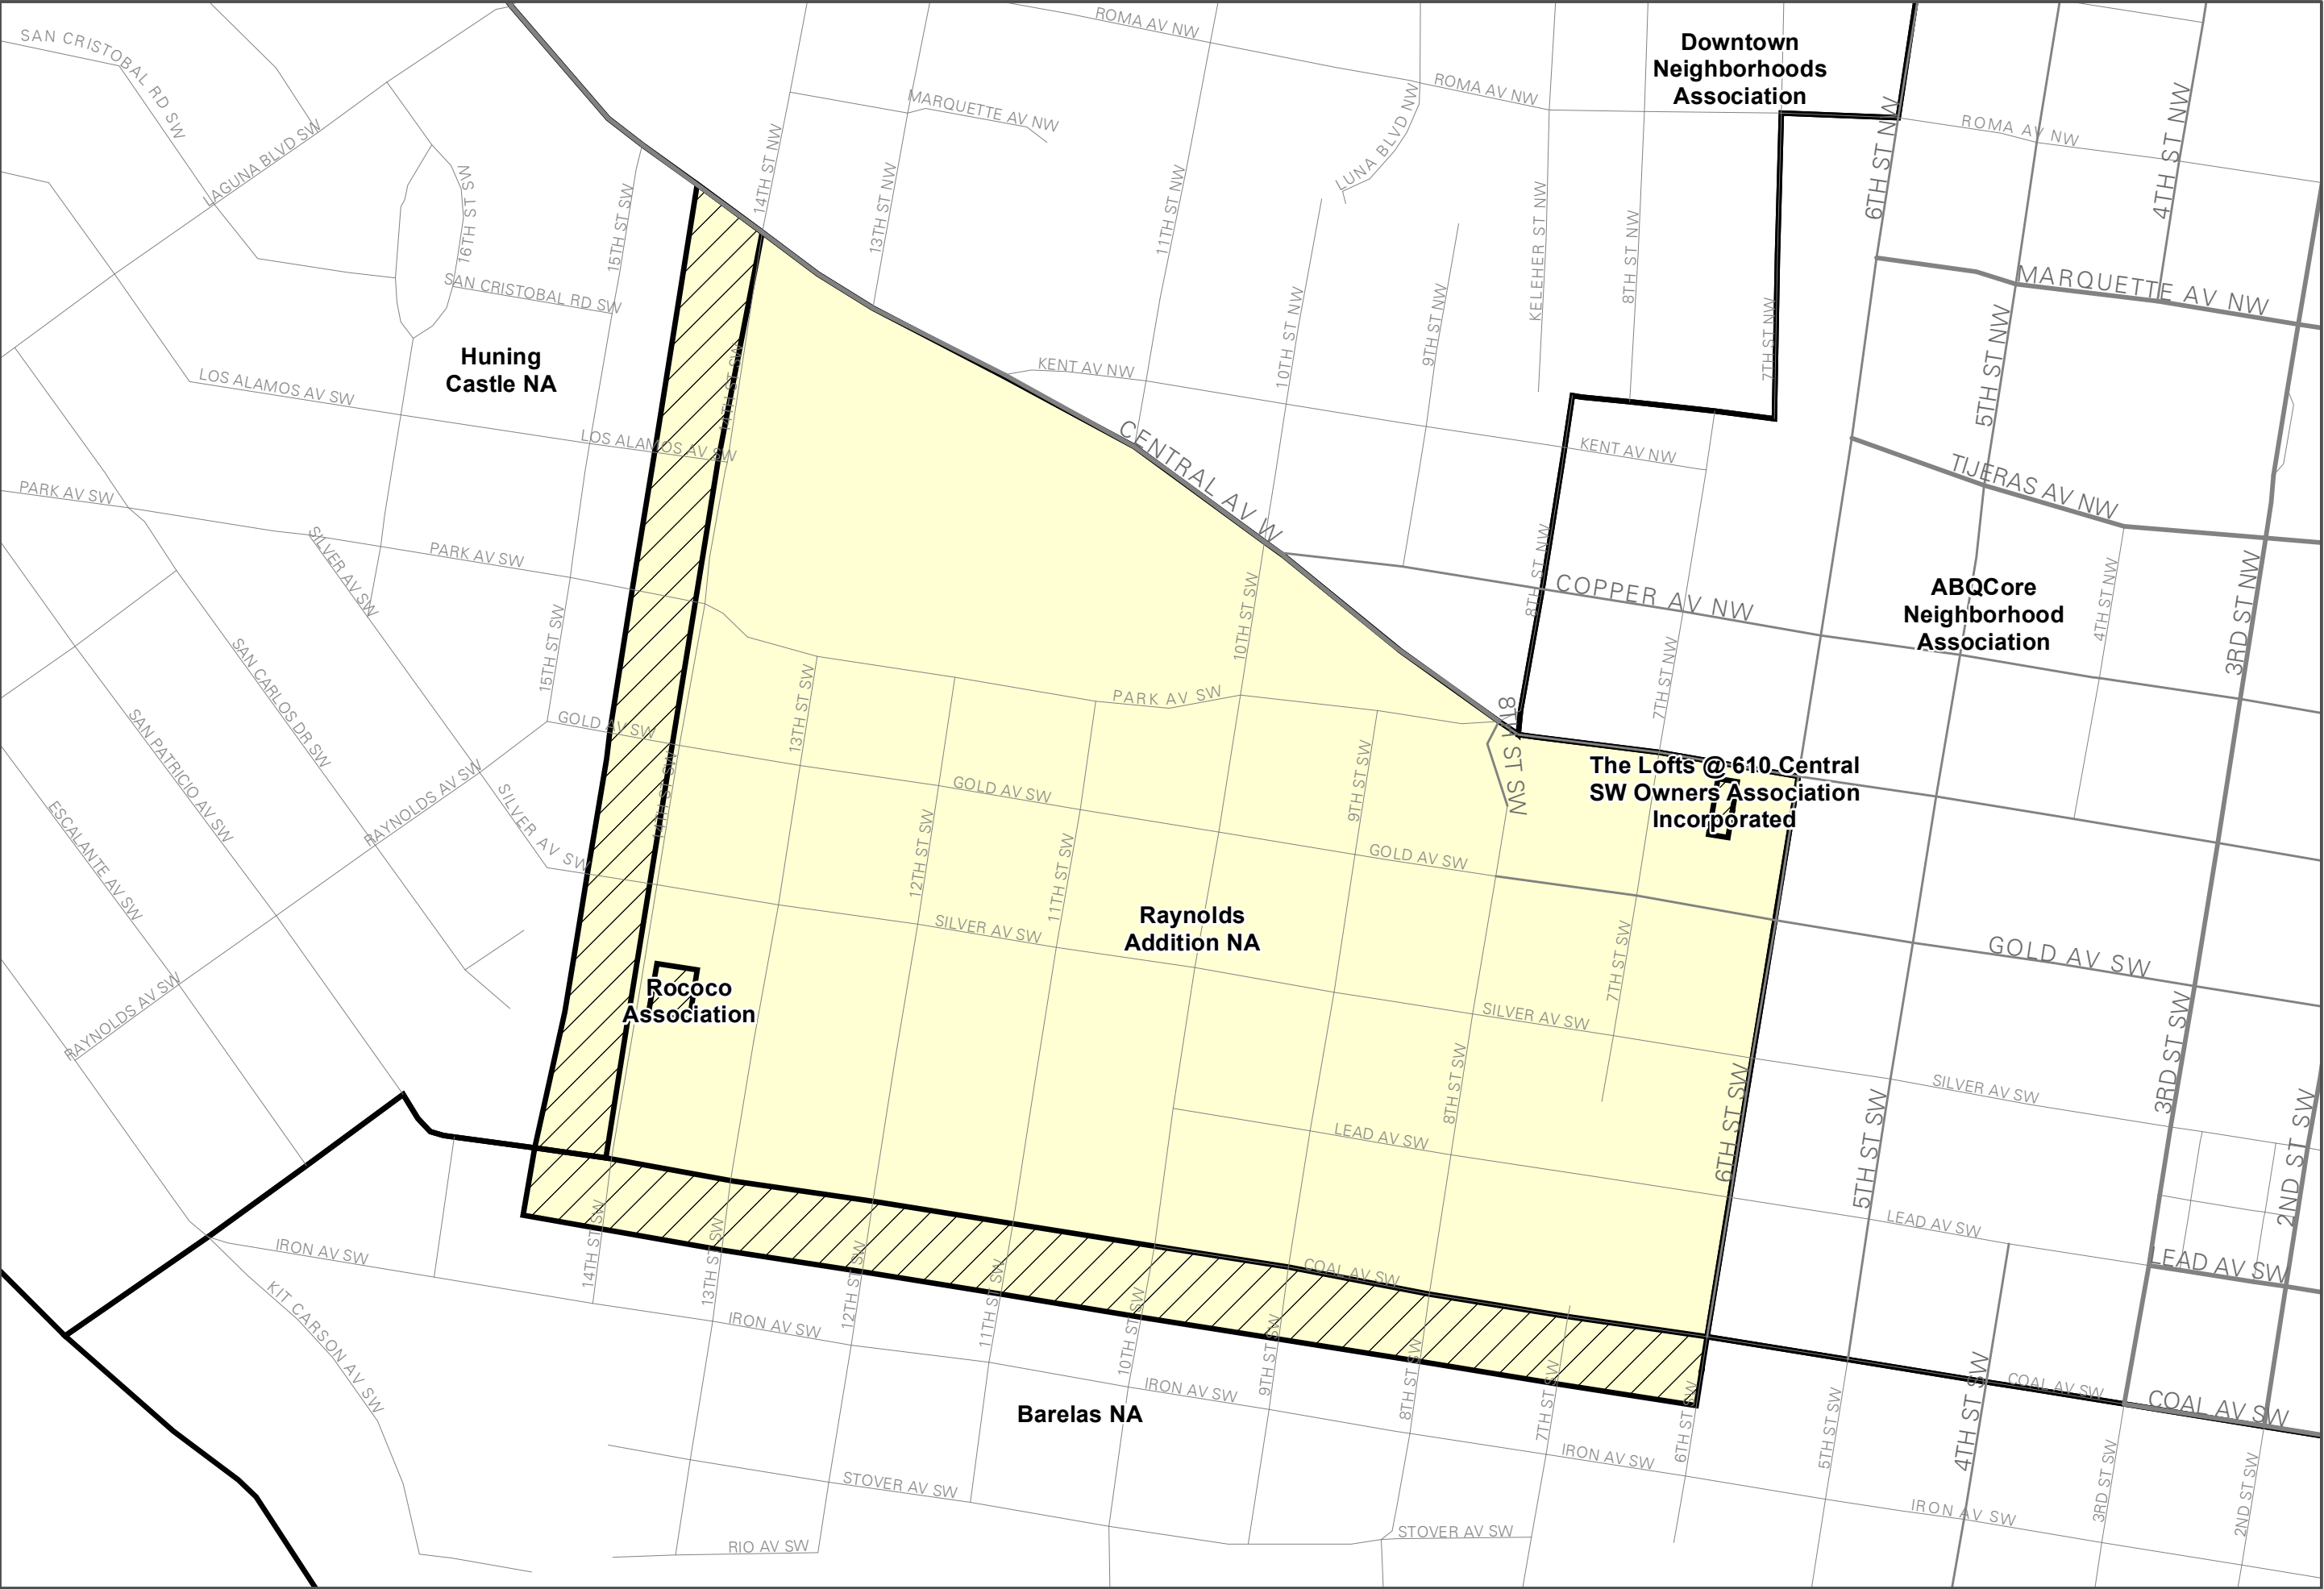 ROMA AV NW
SAN CRISTOBAL RD SW
Downtown
Neighborhoods
Association
ROMA AV NW
MARQUETTE AV NW
LUNA BLVD NW
4TH ST NW
6TH ST NW
ROMA AV NW
LAGUNA BLVD SW
14TH ST NW
16TH ST SW
15TH ST SW
13TH ST NW
11TH ST NW
KELEHER ST NW
8TH ST NW
SAN CRISTOBAL RD SW
MARQUETTE AV NW
10TH ST NW
9TH ST NW
7TH ST NW
5TH ST NW
Huning
Castle NA
14TH ST SW
KENT AV NW
LOS ALAMOS AV SW
LOS ALAMOS AV SW
CENTRAL AV W
KENT AV NW
TIJERAS AV NW
PARK AV SW
PARK AV SW
SILVER AV SW
8TH ST NW
COPPER AV NW
ABQCore
Neighborhood
Association
4TH ST NW
3RD ST NW
15TH ST SW
10TH ST SW
SAN CARLOS DR SW
13TH ST SW
PARK AV SW
7TH ST NW
GOLD AV SW
SAN PATRICIO AV SW
8TH ST SW
14TH ST SW
9TH ST SW
The Lofts @ 610 Central
SW Owners Association
Incorporated
RAYNOLDS AV SW
SILVER AV SW
GOLD AV SW
ESCALANTE AV SW
12TH ST SW
11TH ST SW
GOLD AV SW
Raynolds
Addition NA
SILVER AV SW
7TH ST SW
GOLD AV SW
Rococo
Association
RAYNOLDS AV SW
SILVER AV SW
3RD ST SW
8TH ST SW
6TH ST SW
SILVER AV SW
5TH ST SW
LEAD AV SW
2ND ST SW
IRON AV SW
14TH ST SW
13TH ST SW
12TH ST SW
11TH ST SW
COAL AV SW
LEAD AV SW
LEAD AV SW
KIT CARSON AV SW
IRON AV SW
10TH ST SW
9TH ST SW
8TH ST SW
7TH ST SW
6TH ST SW
5TH ST SW
4TH ST SW
COAL AV SW
COAL AV SW
IRON AV SW
Barelas NA
IRON AV SW
3RD ST SW
2ND ST SW
STOVER AV SW
IRON AV SW
STOVER AV SW
RIO AV SW